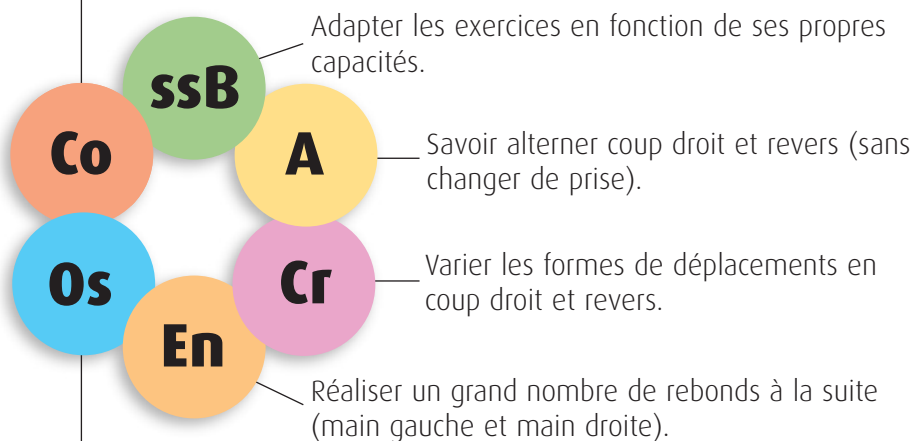 ssB
Adapter les exercices en fonction de ses propres
capacités.
Co
A
Savoir alterner coup droit et revers (sans
changer de prise).
Os
Cr
Varier les formes de déplacements en
coup droit et revers.
En
Réaliser un grand nombre de rebonds à la suite
(main gauche et main droite).